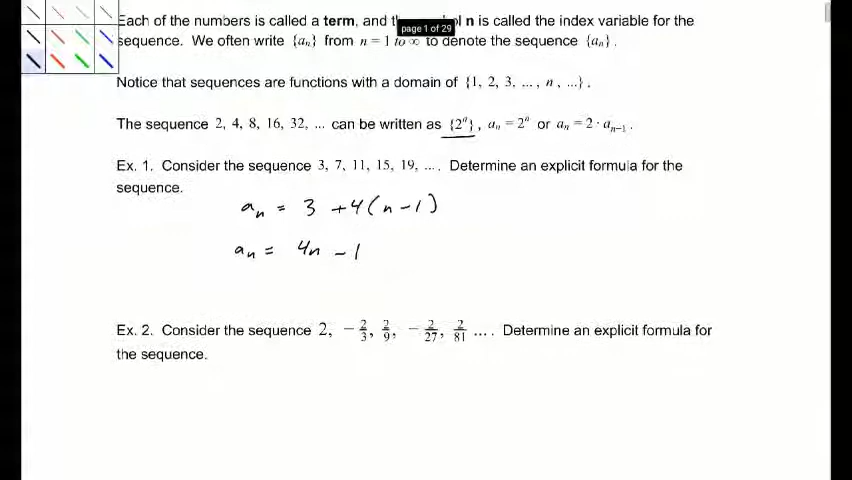 Each of the numbers is called a term, and n is called the index variable for the
page 1 of 29
sequence. We often write {aₙ} from n = 1 to ∞ to denote the sequence {aₙ}.
Notice that sequences are functions with a domain of {1, 2, 3, ..., n, ...}.
The sequence 2, 4, 8, 16, 32, ... can be written as {2ⁿ}, aₙ = 2ⁿ or aₙ = 2 · aₙ₋₁.
Ex. 1. Consider the sequence 3, 7, 11, 15, 19, .... Determine an explicit formula for the
sequence.
aₙ = 3 + 4(n − 1)
aₙ = 4n − 1
Ex. 2. Consider the sequence 2, −2/3, 2/9, −2/27, 2/81 .... Determine an explicit formula for
the sequence.